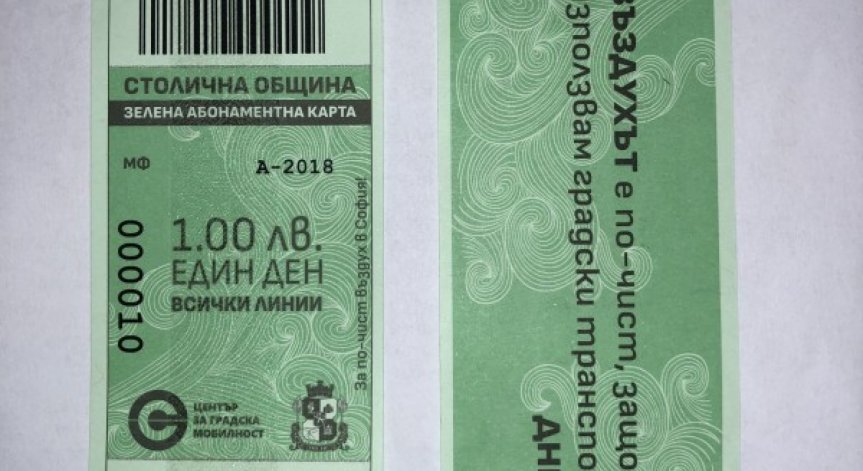 СТОЛИЧНА ОБЩИНА
ЗЕЛЕНА АБОНАМЕНТНА КАРТА
МФ
А-2018
000010
1.00 лв.
ЕДИН ДЕН
ВСИЧКИ ЛИНИИ
За по-чист въздух в София!
ЦЕНТЪР
ЗА ГРАДСКА
МОБИЛНОСТ
ВЪЗДУХЪТ е по-чист, защо
зползвам градски транспо
ДН